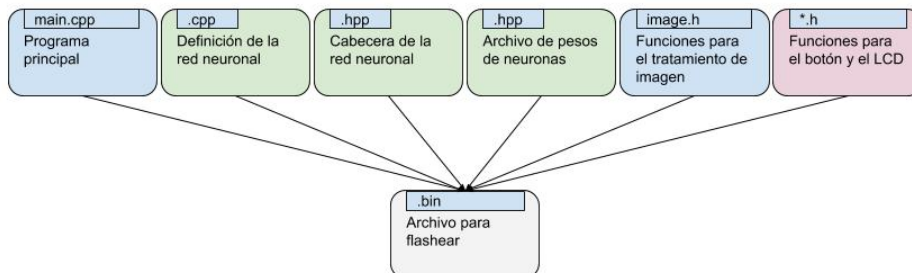 main.cpp
Programa
principal
.cpp
Definición de la
red neuronal
.hpp
Cabecera de la
red neuronal
.hpp
Archivo de pesos
de neuronas
image.h
Funciones para
el tratamiento de
imagen
*.h
Funciones para
el botón y el LCD
.bin
Archivo para
flashear